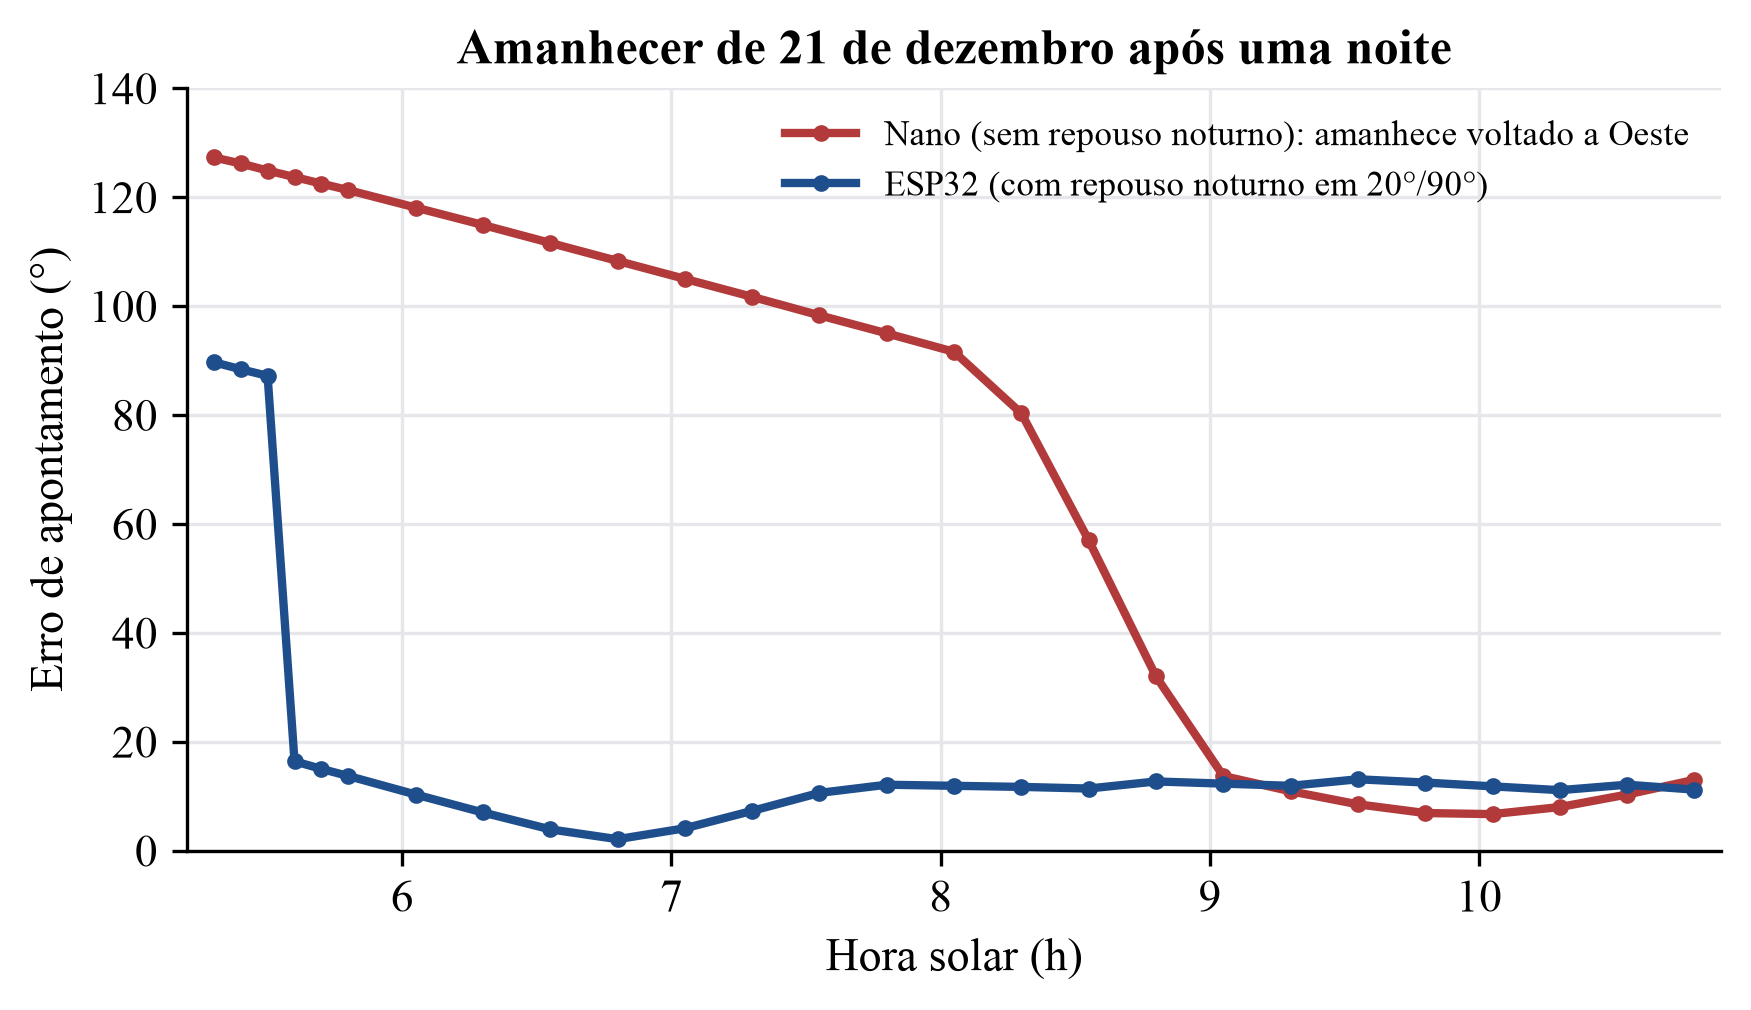 Amanhecer de 21 de dezembro após uma noite
Nano (sem repouso noturno): amanhece voltado a Oeste
ESP32 (com repouso noturno em 20°/90°)
Erro de apontamento (°)
140
120
100
80
60
40
20
0
6 7 8 9 10
Hora solar (h)